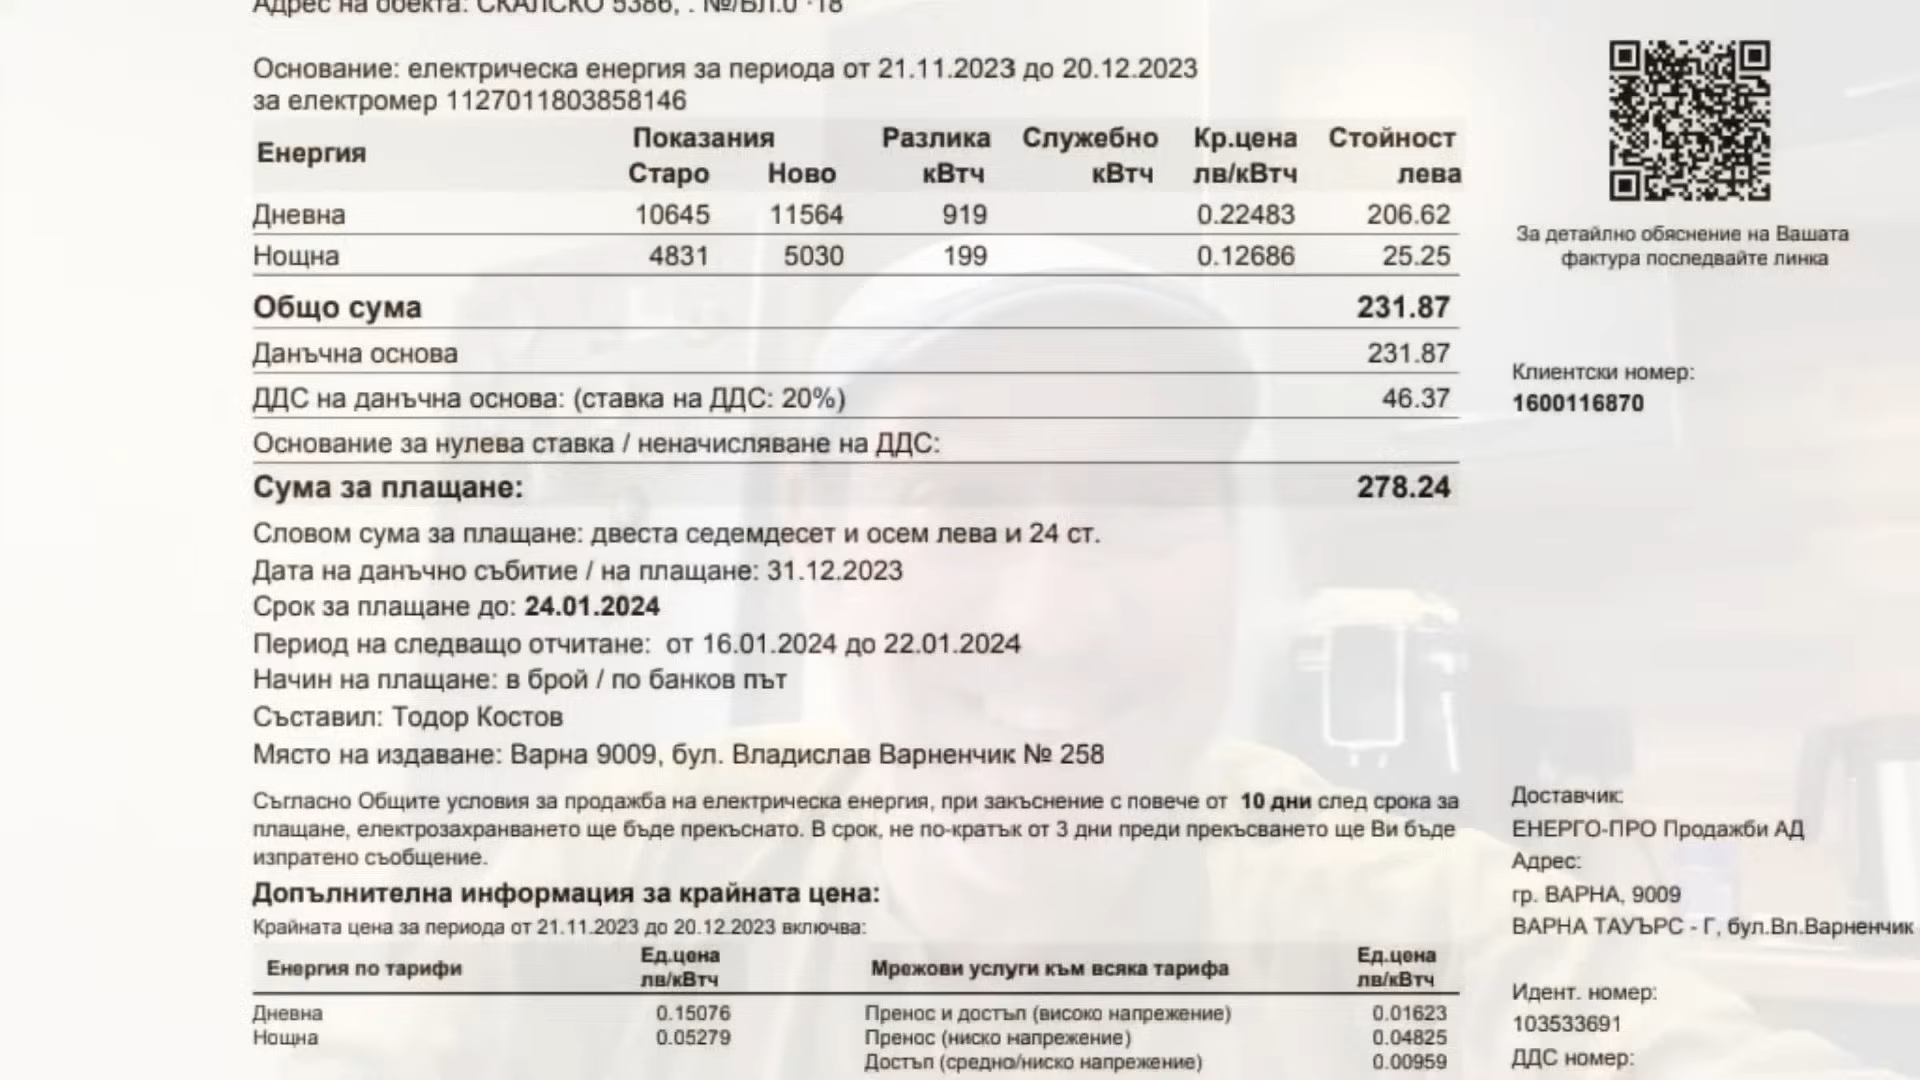 Адрес на обекта: СКАЛСКО 5386, . №/БЛ.0 ·18
Основание: електрическа енергия за периода от 21.11.2023 до 20.12.2023
за електромер 1127011803858146
Енергия Показания Разлика Служебно Кр.цена Стойност
Старо Ново кВтч кВтч лв/кВтч лева
Дневна 10645 11564 919 0.22483 206.62
Нощна 4831 5030 199 0.12686 25.25
Общо сума 231.87
Данъчна основа 231.87
ДДС на данъчна основа: (ставка на ДДС: 20%) 46.37
Основание за нулева ставка / неначисляване на ДДС:
Сума за плащане: 278.24
Словом сума за плащане: двеста седемдесет и осем лева и 24 ст.
Дата на данъчно събитие / на плащане: 31.12.2023
Срок за плащане до: 24.01.2024
Период на следващо отчитане: от 16.01.2024 до 22.01.2024
Начин на плащане: в брой / по банков път
Съставил: Тодор Костов
Място на издаване: Варна 9009, бул. Владислав Варненчик № 258
Съгласно Общите условия за продажба на електрическа енергия, при закъснение с повече от 10 дни след срока за
плащане, електрозахранването ще бъде прекъснато. В срок, не по-кратък от 3 дни преди прекъсването ще Ви бъде
изпратено съобщение.
Допълнителна информация за крайната цена:
Крайната цена за периода от 21.11.2023 до 20.12.2023 включва:
Енергия по тарифи Ед.цена лв/кВтч Мрежови услуги към всяка тарифа Ед.цена лв/кВтч
Дневна 0.15076 Пренос и достъп (високо напрежение) 0.01623
Нощна 0.05279 Пренос (ниско напрежение) 0.04825
Достъп (средно/ниско напрежение) 0.00959
За детайлно обяснение на Вашата
фактура последвайте линка
Клиентски номер:
1600116870
Доставчик:
ЕНЕРГО-ПРО Продажби АД
Адрес:
гр. ВАРНА, 9009
ВАРНА ТАУЪРС - Г, бул.Вл.Варненчик
Идент. номер:
103533691
ДДС номер: